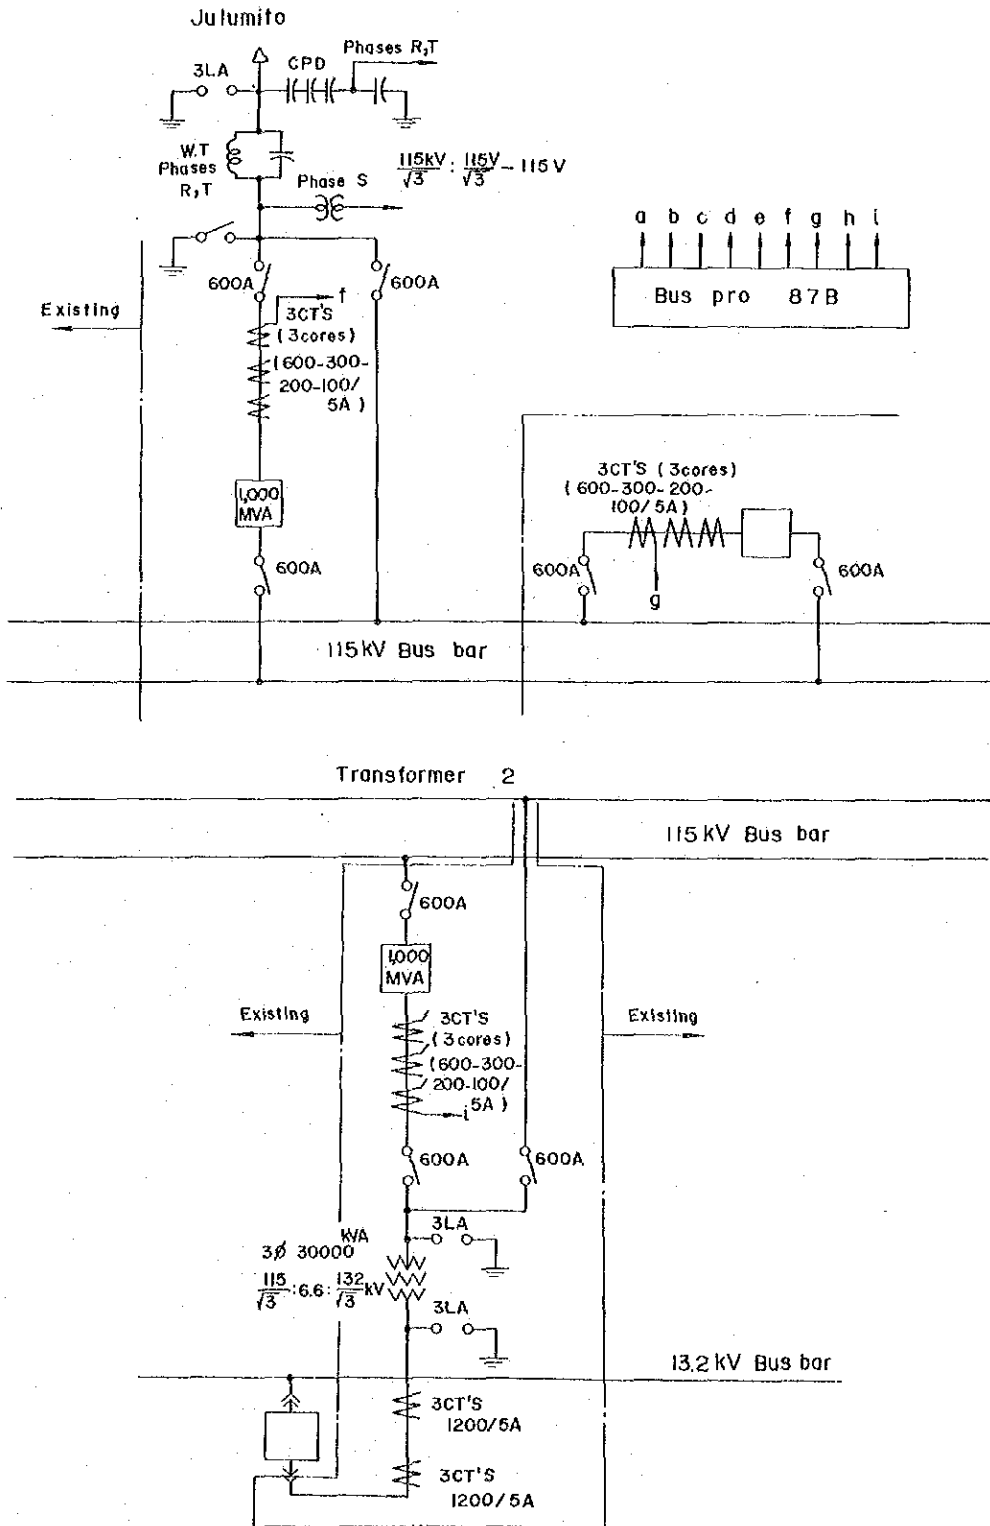 Julumito
Phases R,T
CPD
3LA
W.T
Phases
R,T
115kV/√3 : 115V/√3 - 115V
Phase S
a b c d e f g h i
Bus pro 87B
600A
600A
f
Existing
3CT'S
(3cores)
(600-300-
200-100/
5A)
3CT'S (3cores)
(600-300-200-
100/5A)
1,000
MVA
600A
600A
600A
g
115kV Bus bar
Transformer 2
115kV Bus bar
600A
1,000
MVA
Existing
3CT'S
(3cores)
(600-300-
200-100/
5A)
i
Existing
600A
600A
3LA
3Ø 30000 kVA
115/√3 : 6.6 : 132/√3 kV
3LA
13.2kV Bus bar
3CT'S
1200/5A
3CT'S
1200/5A